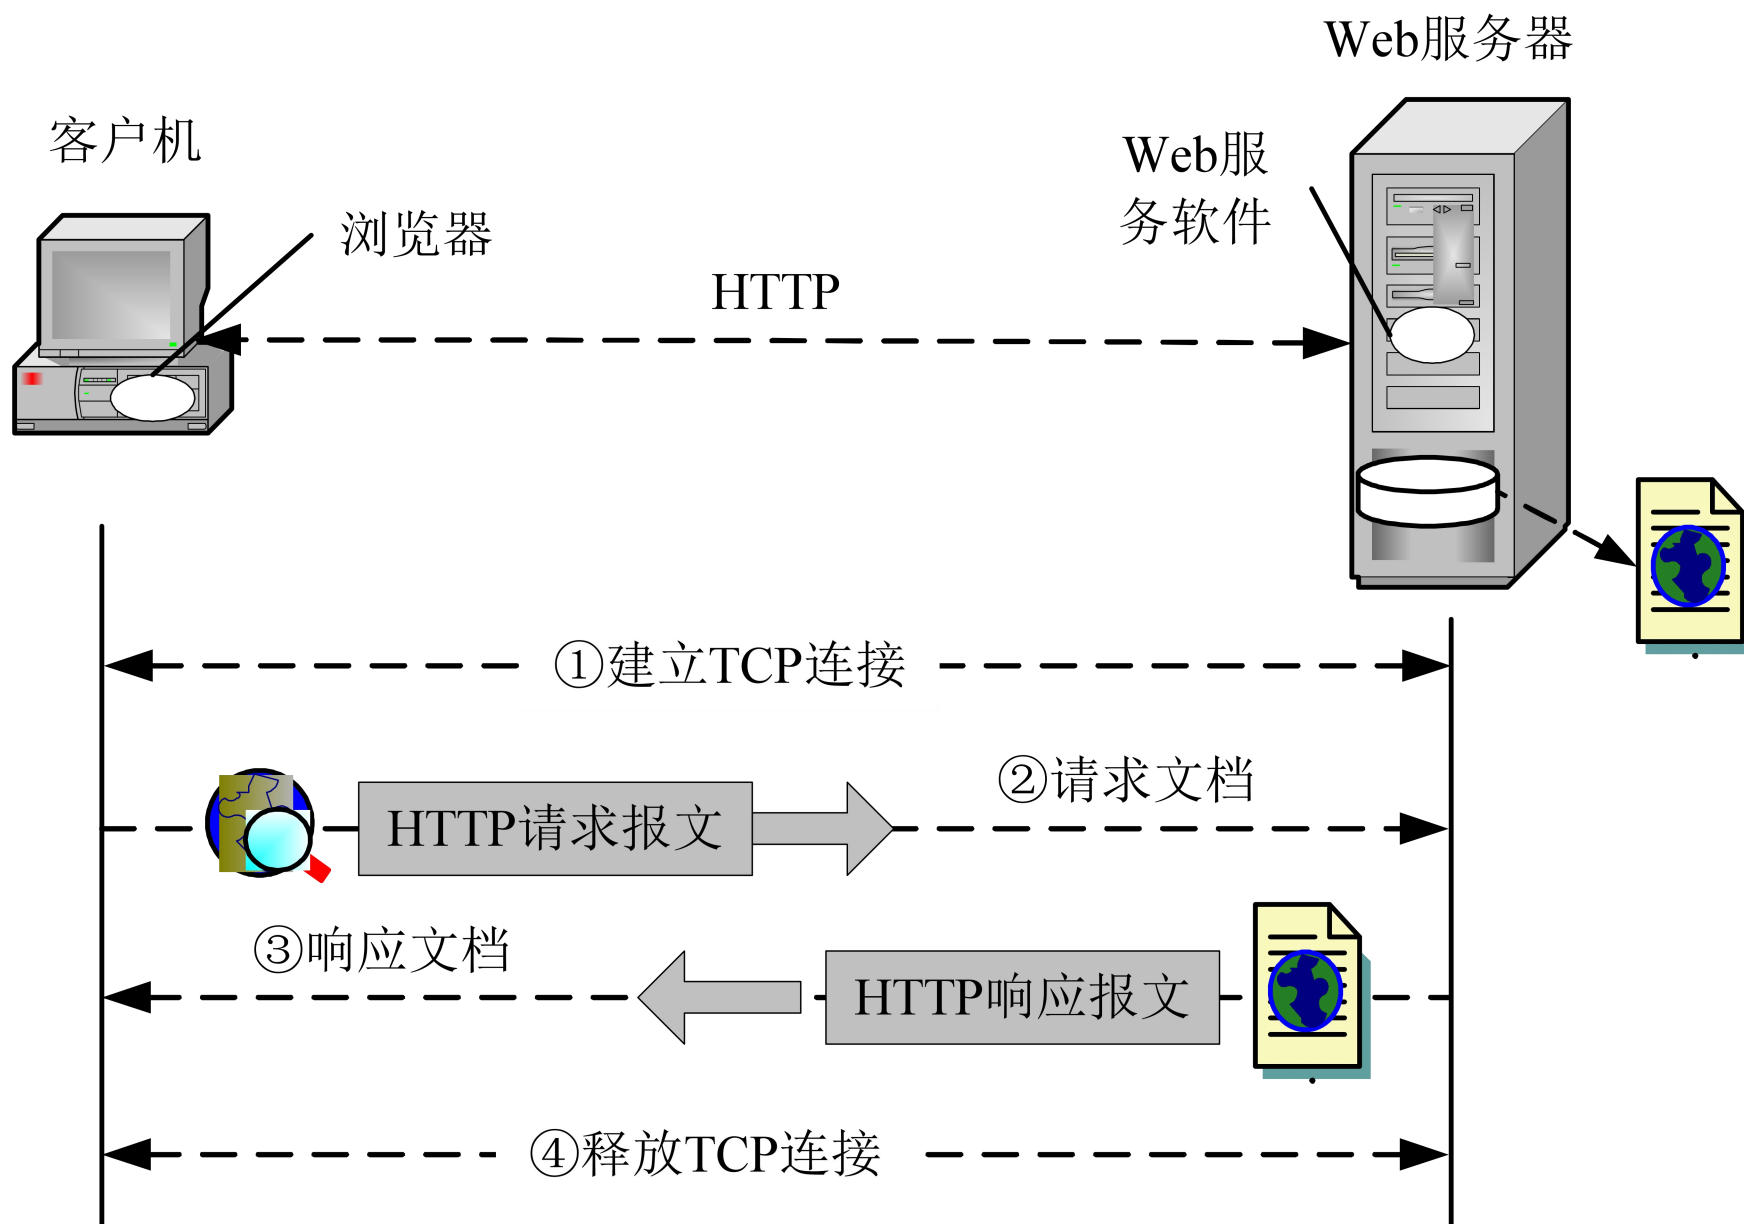 Web服务器
客户机
Web服
务软件
浏览器
HTTP
①建立TCP连接
②请求文档
HTTP请求报文
③响应文档
HTTP响应报文
④释放TCP连接